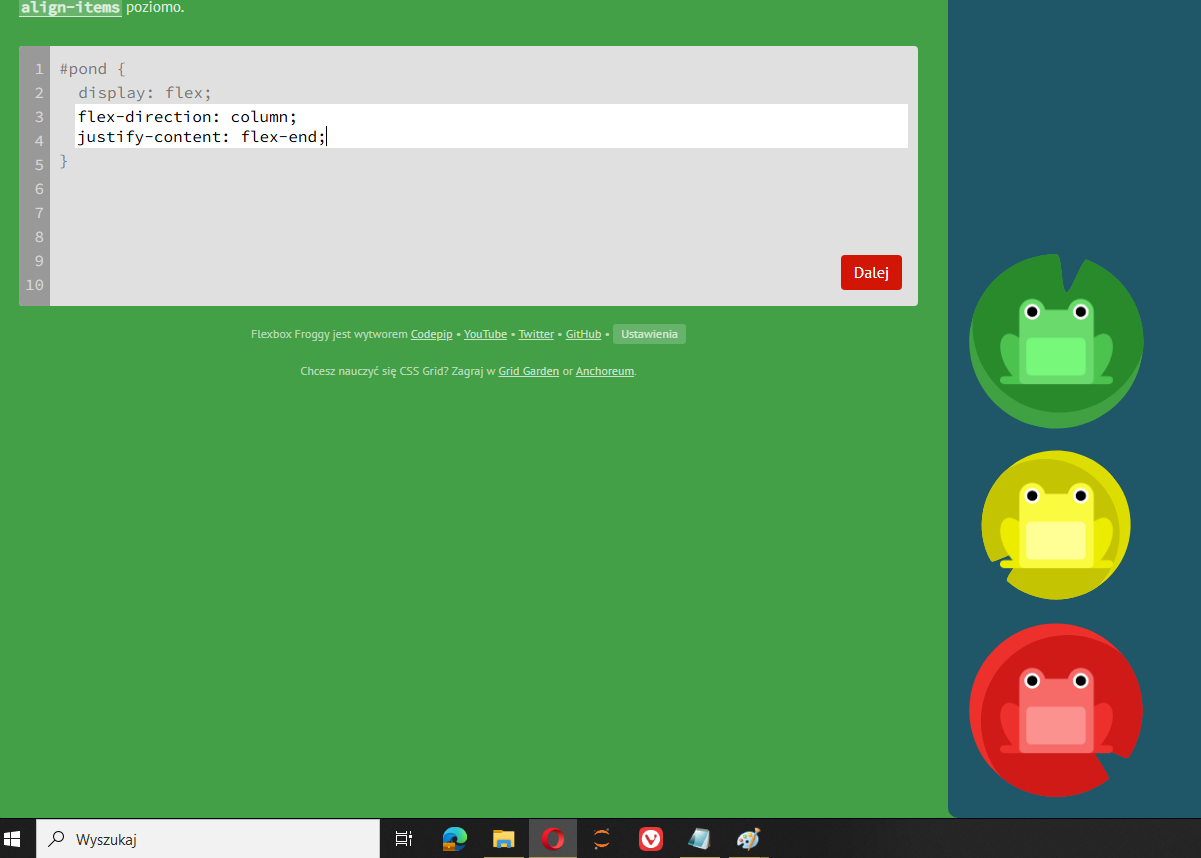 align-items poziomo.
1 #pond {
2 display: flex;
3 flex-direction: column;
4 justify-content: flex-end;
5 }
6
7
8
9
10
Dalej
Flexbox Froggy jest wytworem Codepip • YouTube • Twitter • GitHub • Ustawienia
Chcesz nauczyć się CSS Grid? Zagraj w Grid Garden or Anchoreum.
Wyszukaj